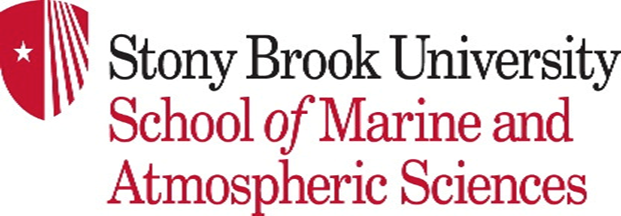 Stony Brook University
School of Marine and
Atmospheric Sciences